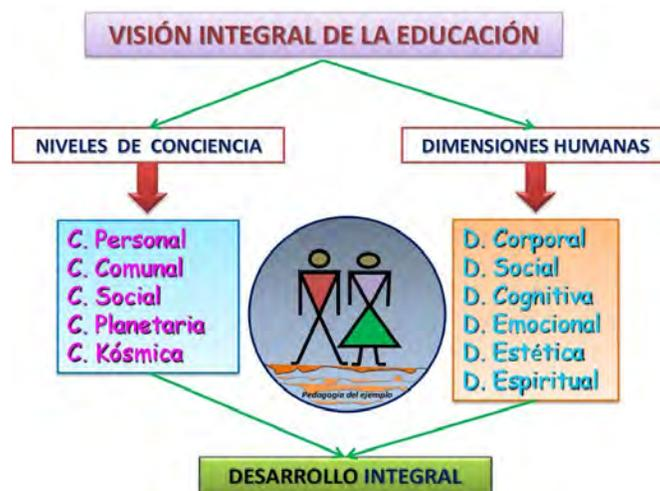 VISIÓN INTEGRAL DE LA EDUCACIÓN
NIVELES DE CONCIENCIA
DIMENSIONES HUMANAS
C. Personal
C. Comunal
C. Social
C. Planetaria
C. Kósmica
D. Corporal
D. Social
D. Cognitiva
D. Emocional
D. Estética
D. Espiritual
Pedagogía del ejemplo
DESARROLLO INTEGRAL